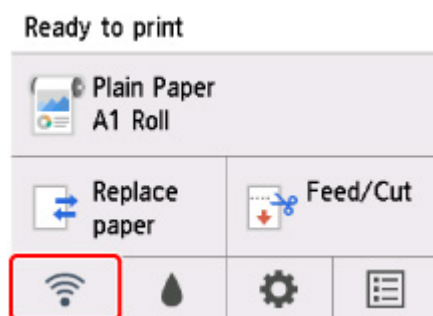 Ready to print
Plain Paper
A1 Roll
Replace
paper
Feed/Cut